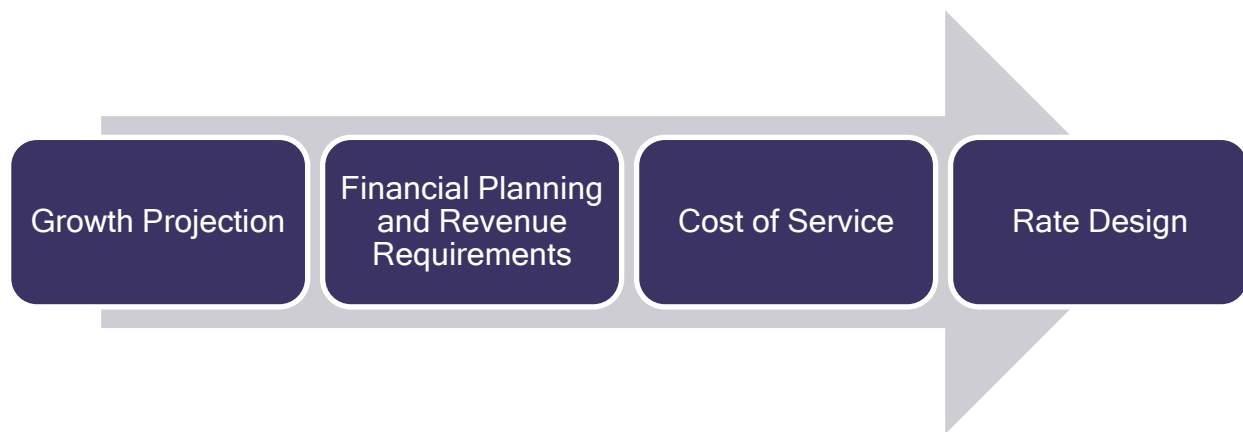 Growth Projection
Financial Planning
and Revenue
Requirements
Cost of Service
Rate Design